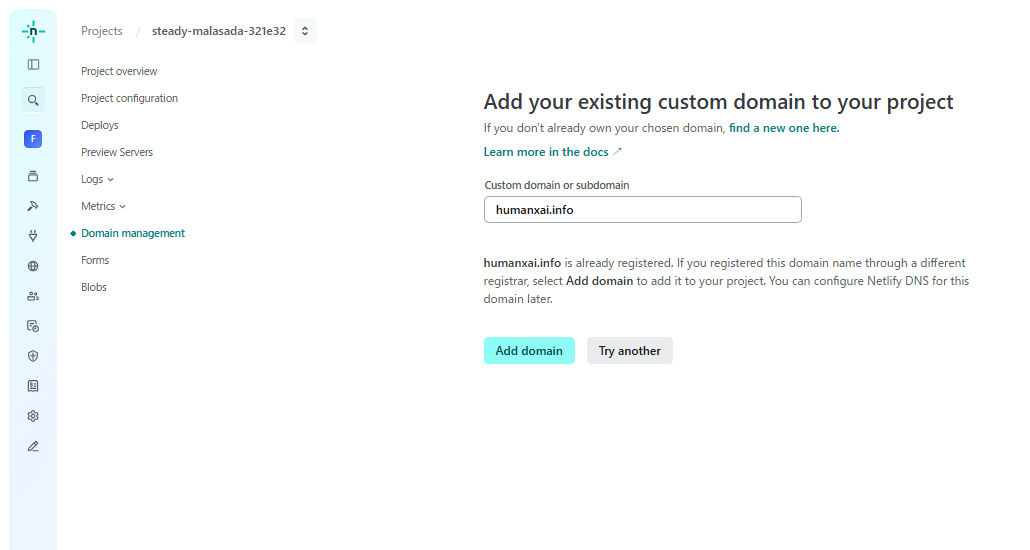 Projects / steady-malasada-321e32
Project overview
Project configuration
Deploys
Preview Servers
Logs
Metrics
Domain management
Forms
Blobs
F
Add your existing custom domain to your project
If you don't already own your chosen domain, find a new one here.
Learn more in the docs ↗
Custom domain or subdomain
humanxai.info
humanxai.info is already registered. If you registered this domain name through a different
registrar, select Add domain to add it to your project. You can configure Netlify DNS for this
domain later.
Add domain
Try another